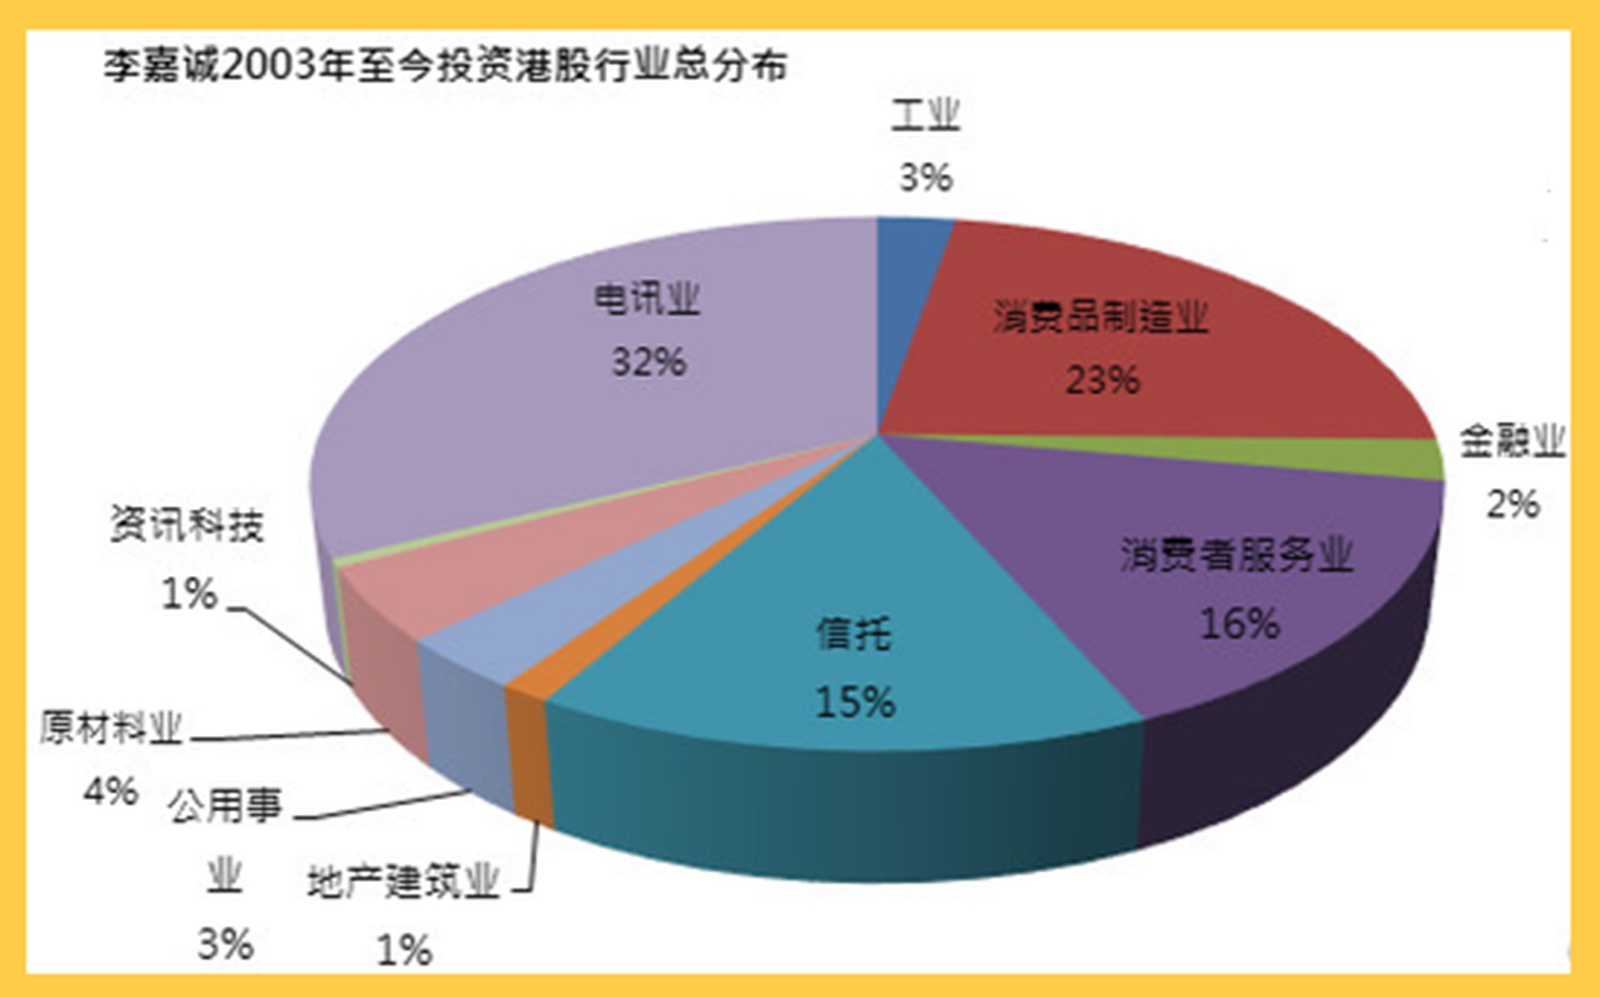 李嘉诚2003年至今投资港股行业总分布
工业
3%
电讯业
32%
消费品制造业
23%
金融业
2%
消费者服务业
16%
信托
15%
资讯科技
1%
原材料业
4%
公用事
业
3%
地产建筑业
1%